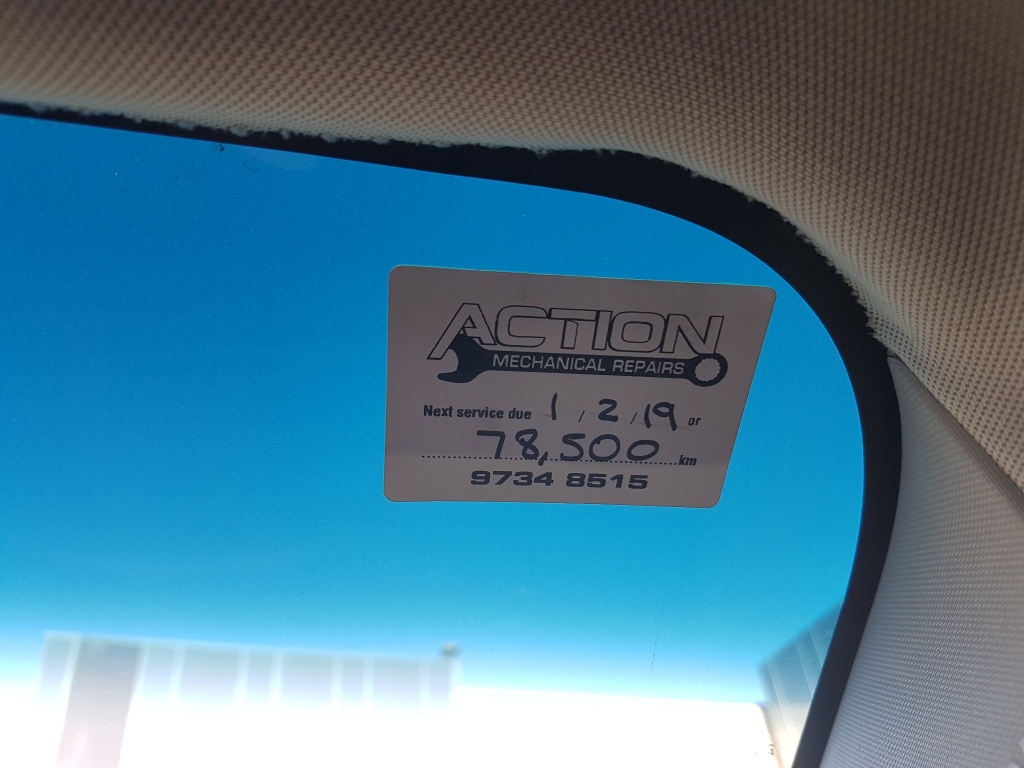 ACTION
MECHANICAL REPAIRS
Next service due 1 / 2 / 19 or
78,500 km
9734 8515